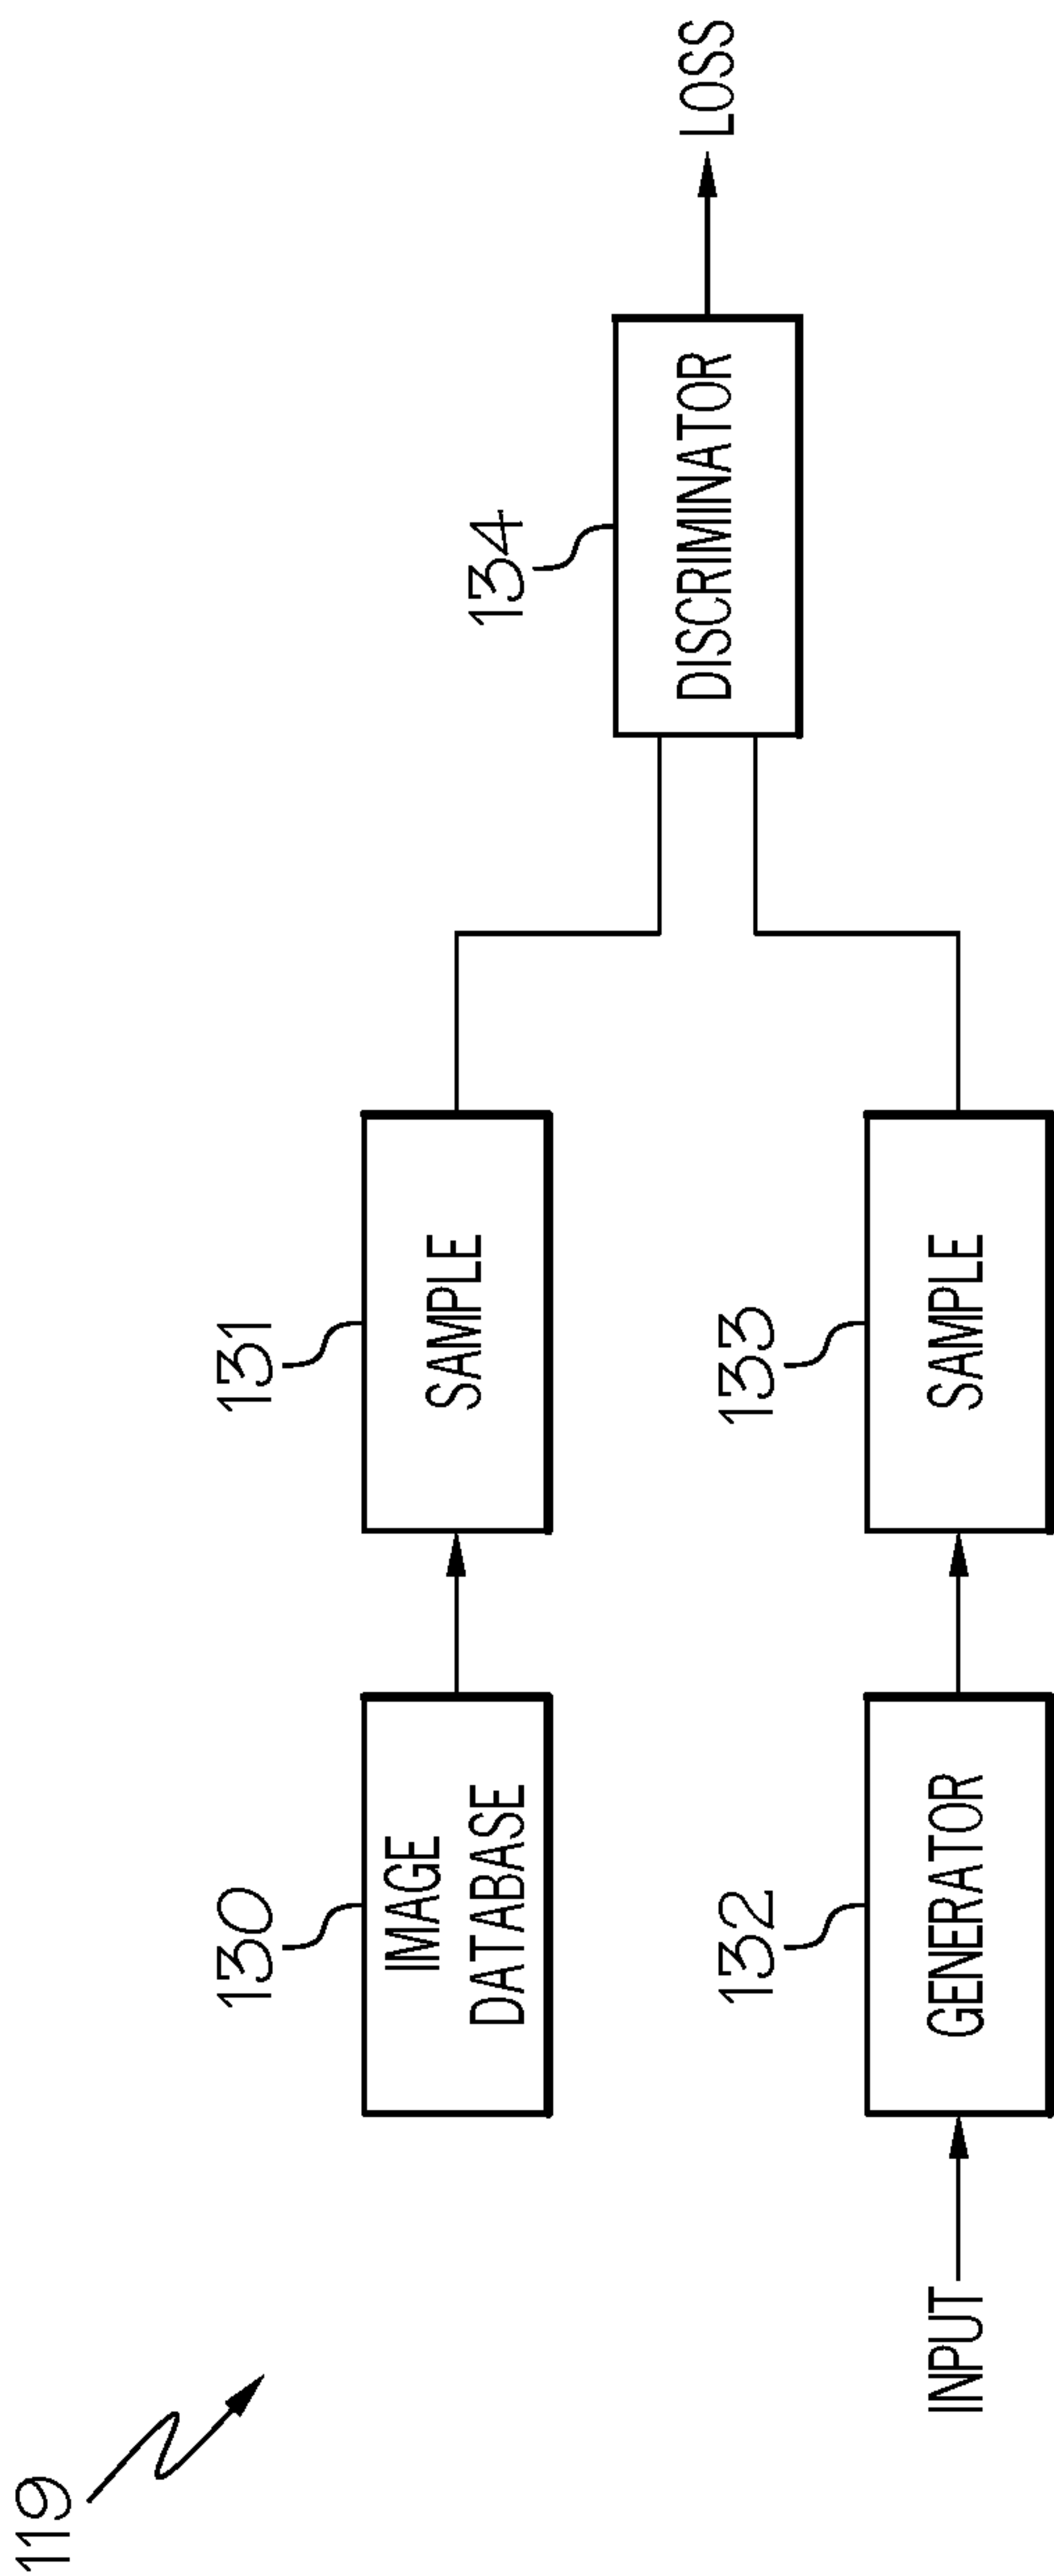 119
130
IMAGE
DATABASE
131
SAMPLE
134
DISCRIMINATOR
LOSS
INPUT
132
GENERATOR
133
SAMPLE